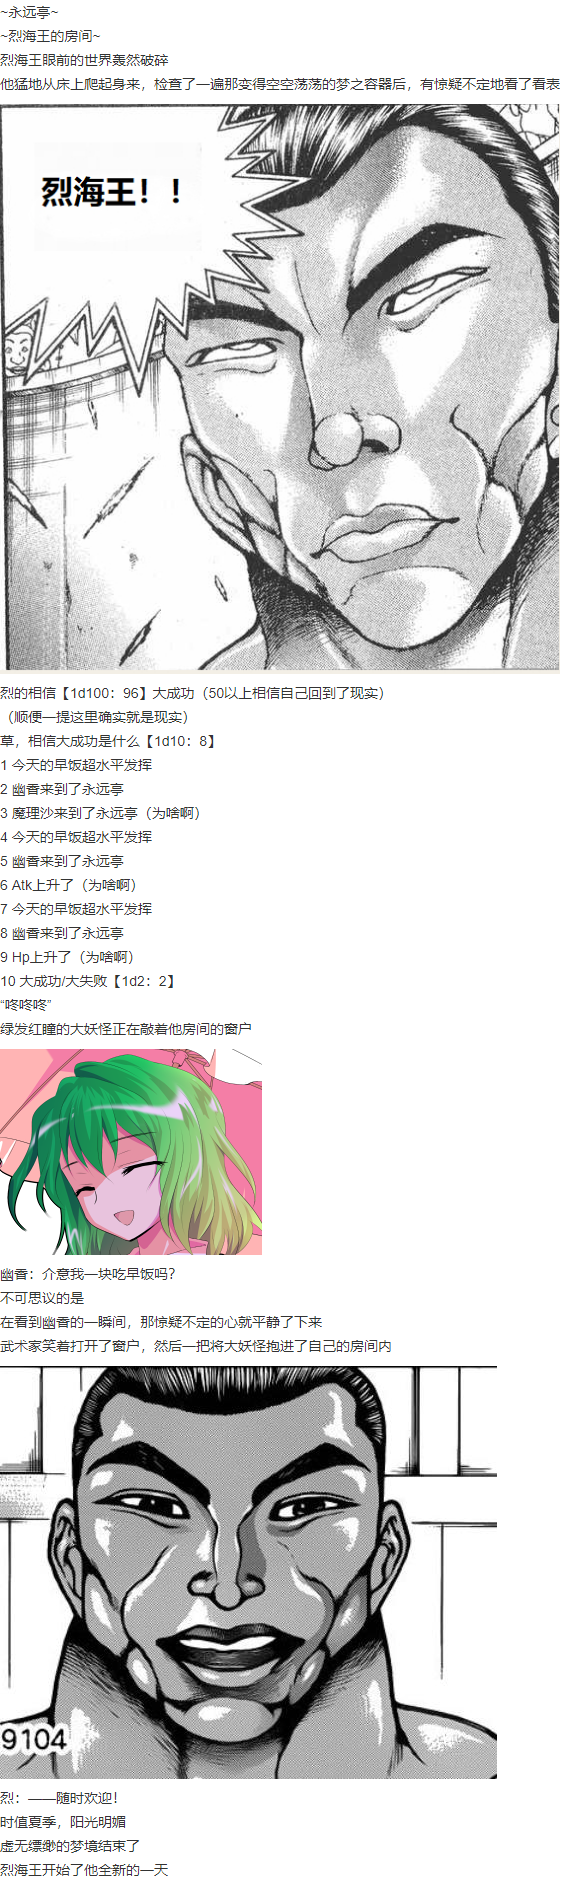 ~永远亭~
~烈海王的房间~
烈海王眼前的世界轰然破碎
他猛地从床上爬起身来，检查了一遍那变得空空荡荡的梦之容器后，有惊疑不定地看了看表
烈海王！！
烈的相信【1d100：96】大成功（50以上相信自己回到了现实）
（顺便一提这里确实就是现实）
草，相信大成功是什么【1d10：8】
1 今天的早饭超水平发挥
2 幽香来到了永远亭
3 魔理沙来到了永远亭（为啥啊）
4 今天的早饭超水平发挥
5 幽香来到了永远亭
6 Atk上升了（为啥啊）
7 今天的早饭超水平发挥
8 幽香来到了永远亭
9 Hp上升了（为啥啊）
10 大成功/大失败【1d2：2】
“咚咚咚”
绿发红瞳的大妖怪正在敲着他房间的窗户
幽香：介意我一块吃早饭吗？
不可思议的是
在看到幽香的一瞬间，那惊疑不定的心就平静了下来
武术家笑着打开了窗户，然后一把将大妖怪抱进了自己的房间内
9104
烈：——随时欢迎！
时值夏季，阳光明媚
虚无缥缈的梦境结束了
烈海王开始了他全新的一天